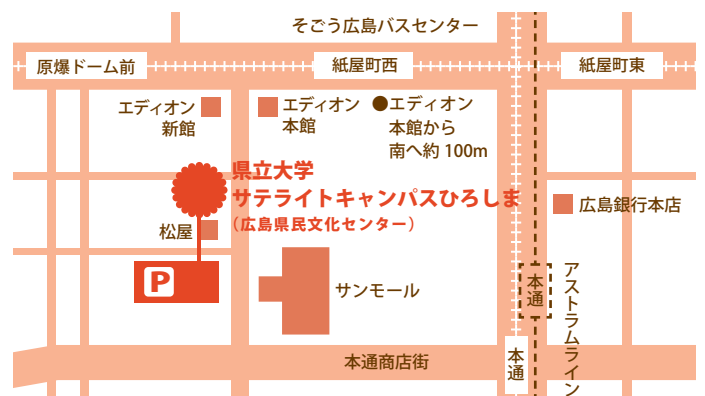 そごう広島バスセンター
原爆ドーム前
紙屋町西
紙屋町東
エディオン
新館
エディオン
本館
●エディオン
本館から
南へ約 100m
県立大学
サテライトキャンパスひろしま
（広島県民文化センター）
広島銀行本店
松屋
P
サンモール
本通
アストラムライン
本通商店街
本通